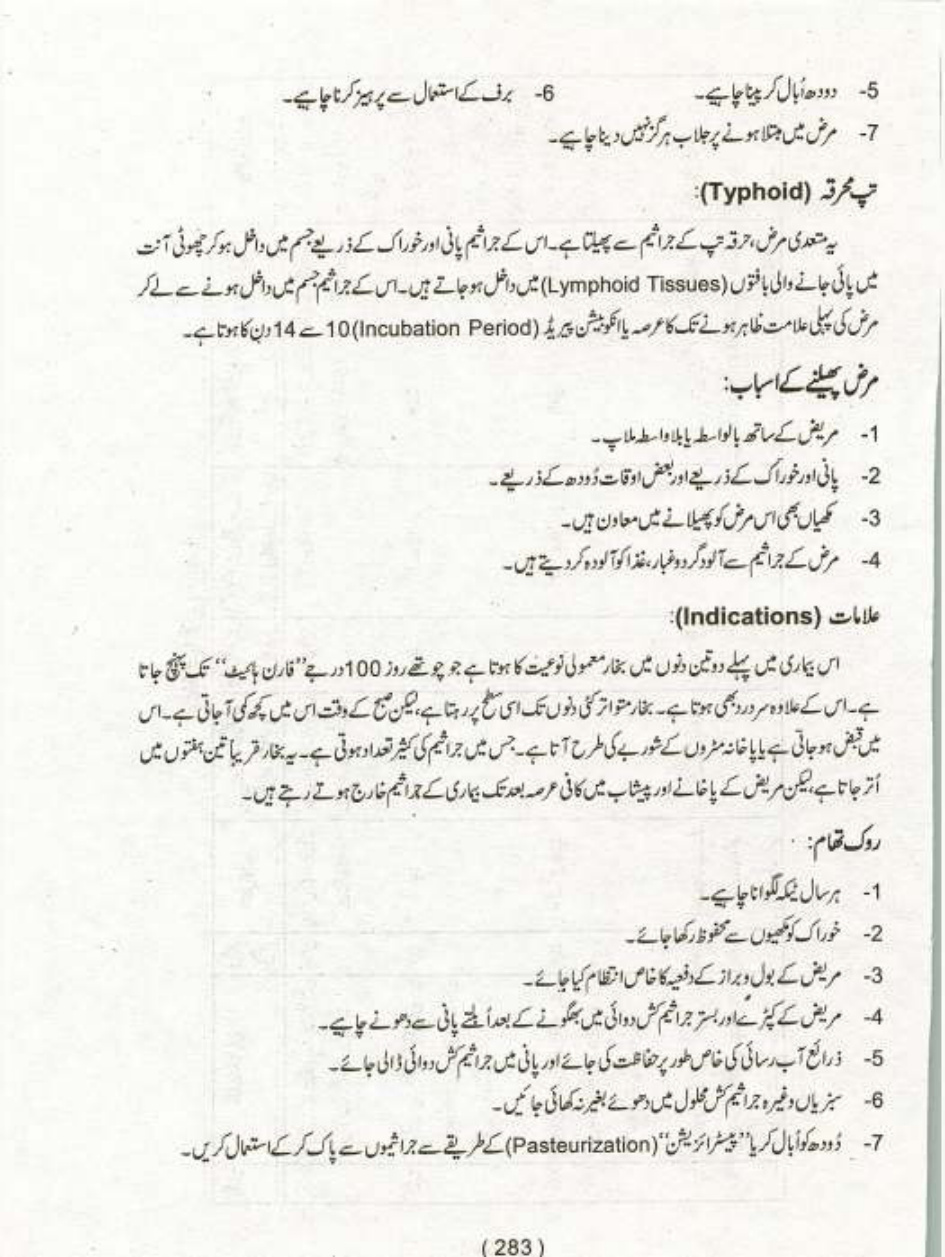 5- دودھ اُبال کر پینا چاہیے۔ 6- برف کے استعمال سے پرہیز کرنا چاہیے۔
7- مرض میں مبتلا ہونے پر جلاب ہرگز نہیں دینا چاہیے۔
تپ محرقہ (Typhoid):
یہ متعدی مرض، حرقہ تپ کے جراثیم سے پھیلتا ہے۔ اس کے جراثیم پانی اور خوراک کے ذریعے جسم میں داخل ہو کر چھوٹی آنت
میں پائی جانے والی بافتوں (Lymphoid Tissues) میں داخل ہو جاتے ہیں۔ اس کے جراثیم جسم میں داخل ہونے سے لے کر
مرض کی پہلی علامت ظاہر ہونے تک کا عرصہ یا انکوبیشن پیریڈ (Incubation Period) 10 سے 14 دن کا ہوتا ہے۔
مرض پھیلنے کے اسباب:
1- مریض کے ساتھ بالواسطہ یا بلاواسطہ ملاپ۔
2- پانی اور خوراک کے ذریعے اور بعض اوقات دُودھ کے ذریعے۔
3- مکھیاں بھی اس مرض کو پھیلانے میں معاون ہیں۔
4- مرض کے جراثیم سے آلود گرد و غبار، غذا کو آلودہ کر دیتے ہیں۔
علامات (Indications):
اس بیماری میں پہلے دو تین دنوں میں بخار معمولی نوعیت کا ہوتا ہے جو چوتھے روز 100 درجے ”فارن ہائیٹ“ تک پہنچ جاتا
ہے۔ اس کے علاوہ سر درد بھی ہوتا ہے۔ بخار متواتر کئی دنوں تک اسی سطح پر رہتا ہے، لیکن صبح کے وقت اس میں کچھ کمی آ جاتی ہے۔ اس
میں قبض ہو جاتی ہے یا پاخانہ مٹروں کے شوربے کی طرح آتا ہے۔ جس میں جراثیم کی کثیر تعداد ہوتی ہے۔ یہ بخار قریباً تین ہفتوں میں
اُتر جاتا ہے، لیکن مریض کے پاخانے اور پیشاب میں کافی عرصہ بعد تک بیماری کے جراثیم خارج ہوتے رہتے ہیں۔
روک تھام:
1- ہر سال ٹیکہ لگوانا چاہیے۔
2- خوراک کو مکھیوں سے محفوظ رکھا جائے۔
3- مریض کے بول و براز کے دفعیہ کا خاص انتظام کیا جائے۔
4- مریض کے کپڑے اور بستر جراثیم کش دوائی میں بھگونے کے بعد اُبلتے پانی سے دھونے چاہیے۔
5- ذرائع آب رسائی کی خاص طور پر حفاظت کی جائے اور پانی میں جراثیم کش دوائی ڈالی جائے۔
6- سبزیاں وغیرہ جراثیم کش محلول میں دھوئے بغیر نہ کھائی جائیں۔
7- دُودھ کو اُبال کر یا ”پیسٹرائزیشن“ (Pasteurization) کے طریقے سے جراثیموں سے پاک کر کے استعمال کریں۔
(283)